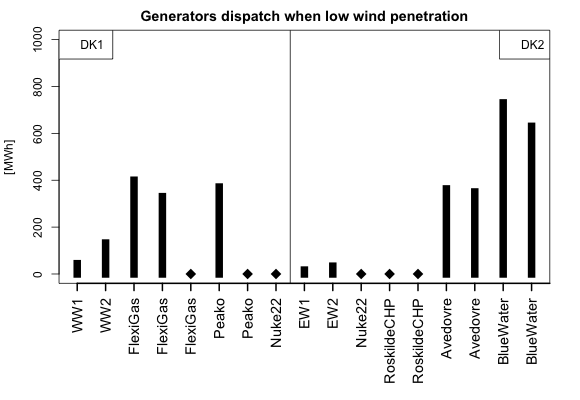 Generators dispatch when low wind penetration
DK1
DK2
[MWh]
1000
800
600
400
200
0
WW1
WW2
FlexiGas
FlexiGas
FlexiGas
Peako
Peako
Nuke22
EW1
EW2
Nuke22
RoskildeCHP
RoskildeCHP
Avedovre
Avedovre
BlueWater
BlueWater